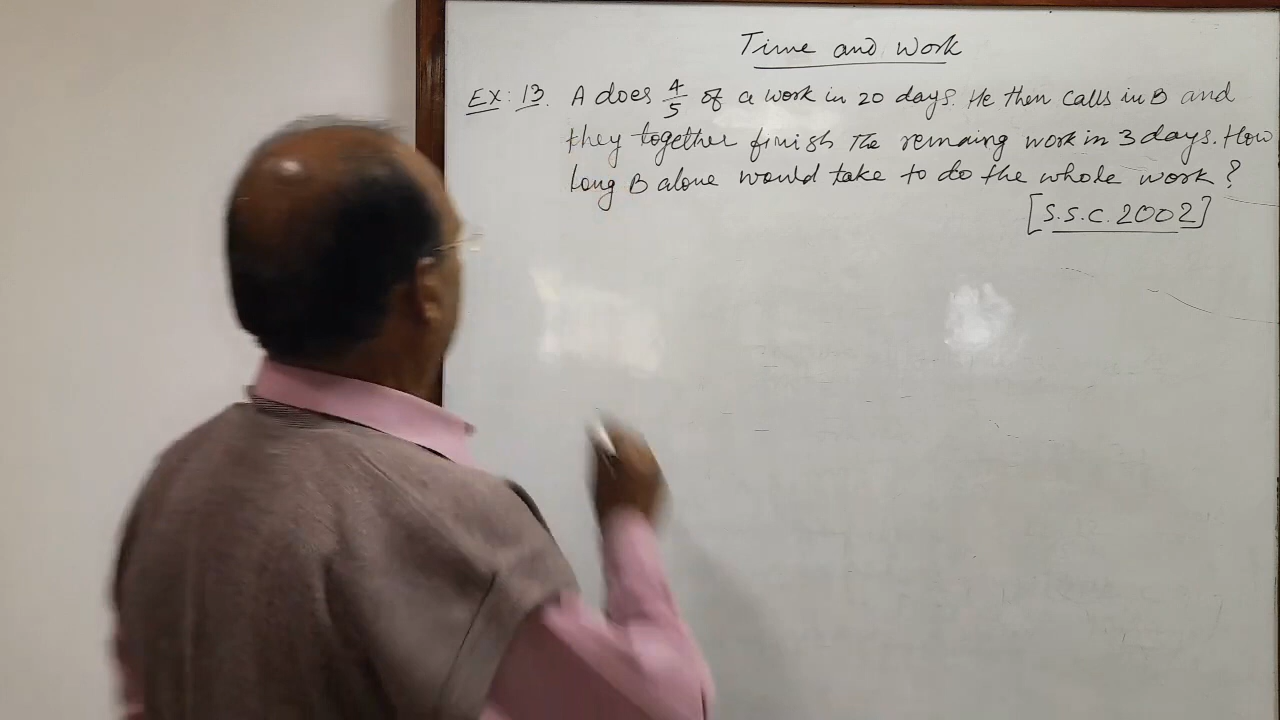 Time and Work
EX: 13. A does 4/5 of a work in 20 days. He then calls in B and
they together finish The remaing work in 3 days. How
long B alone would take to do the whole work?
[S.S.C. 2002]